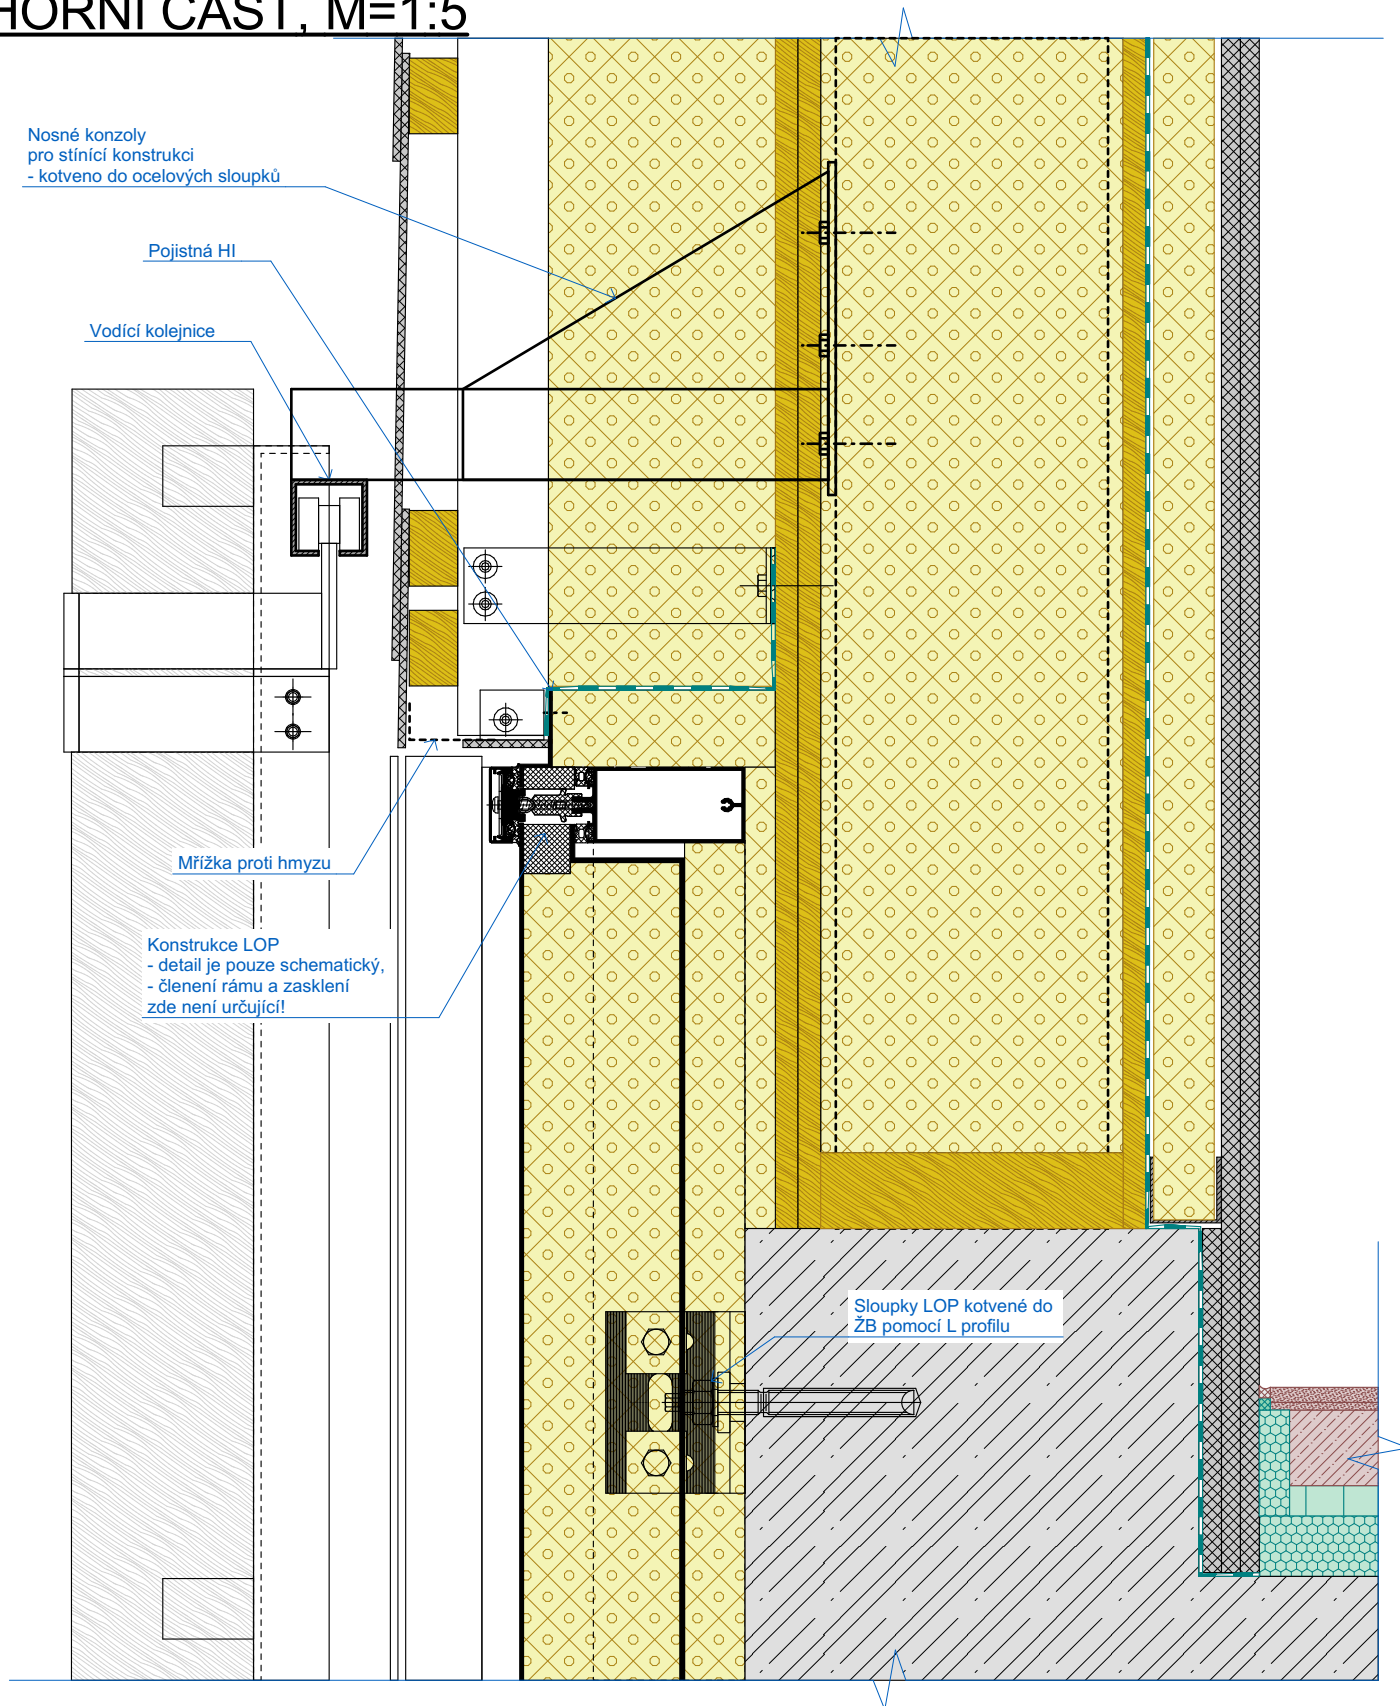 HORNÍ ČÁST, M=1:5
Nosné konzoly
pro stínící konstrukci
- kotveno do ocelových sloupků
Pojistná HI
Vodící kolejnice
Mřížka proti hmyzu
Konstrukce LOP
- detail je pouze schematický,
- členení rámu a zasklení
zde není určující!
Sloupky LOP kotvené do
ŽB pomocí L profilu